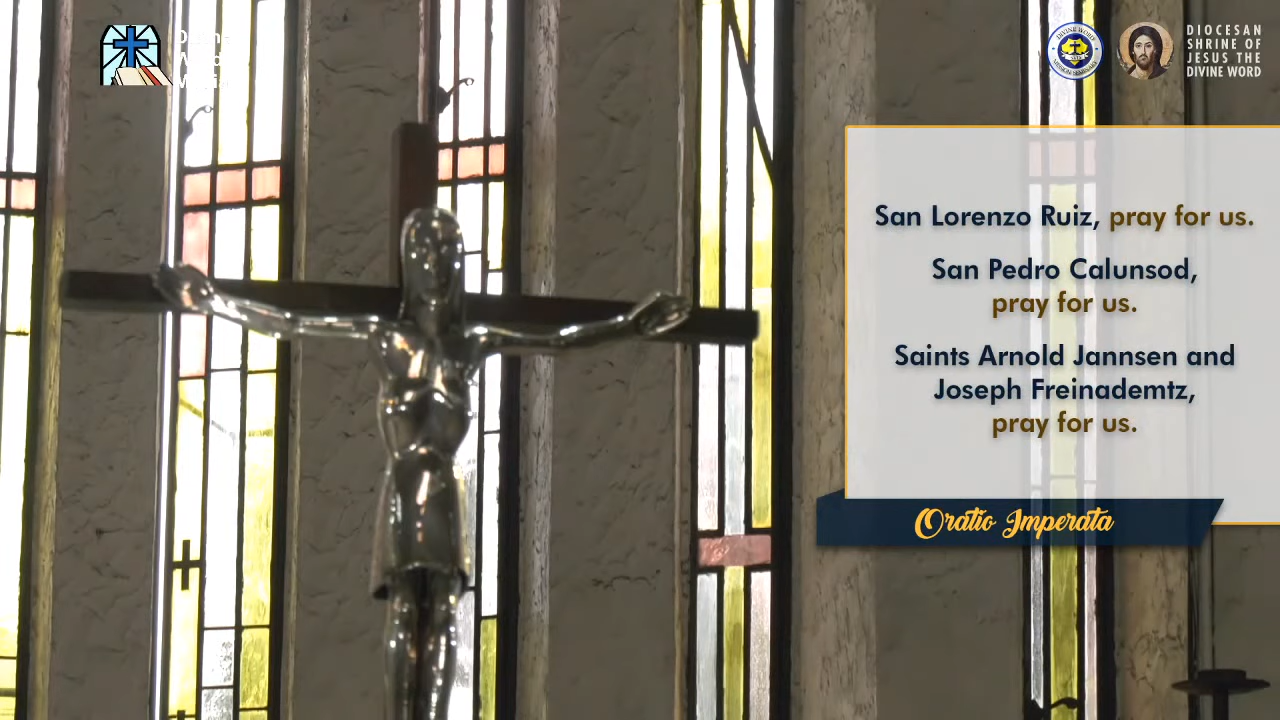 DIOCESAN
SHRINE OF
JESUS THE
DIVINE WORD
San Lorenzo Ruiz, pray for us.
San Pedro Calunsod,
pray for us.
Saints Arnold Jannsen and
Joseph Freinademtz,
pray for us.
Oratio Imperata